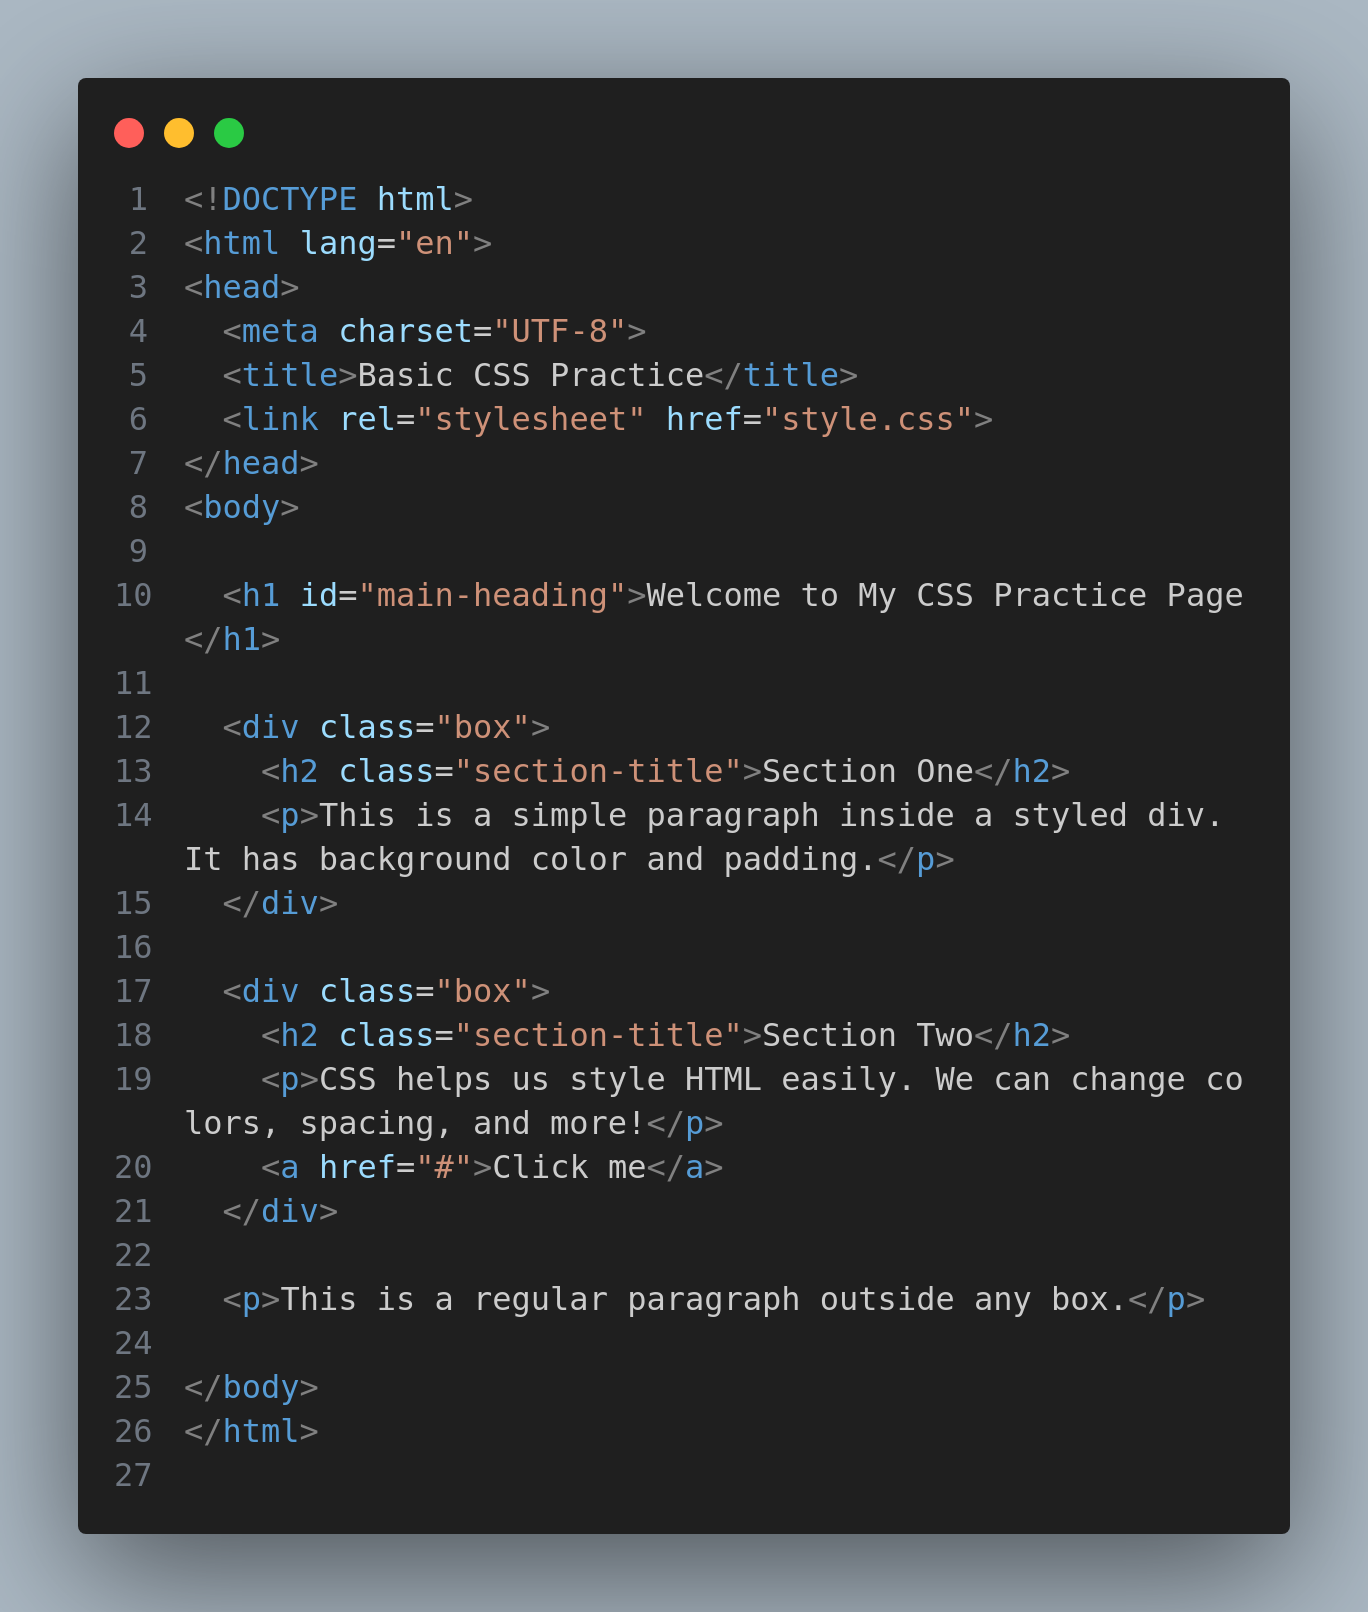 1 <!DOCTYPE html>
2 <html lang="en">
3 <head>
4   <meta charset="UTF-8">
5   <title>Basic CSS Practice</title>
6   <link rel="stylesheet" href="style.css">
7 </head>
8 <body>
9
10   <h1 id="main-heading">Welcome to My CSS Practice Page
</h1>
11
12   <div class="box">
13     <h2 class="section-title">Section One</h2>
14     <p>This is a simple paragraph inside a styled div.
It has background color and padding.</p>
15   </div>
16
17   <div class="box">
18     <h2 class="section-title">Section Two</h2>
19     <p>CSS helps us style HTML easily. We can change co
lors, spacing, and more!</p>
20     <a href="#">Click me</a>
21   </div>
22
23   <p>This is a regular paragraph outside any box.</p>
24
25 </body>
26 </html>
27